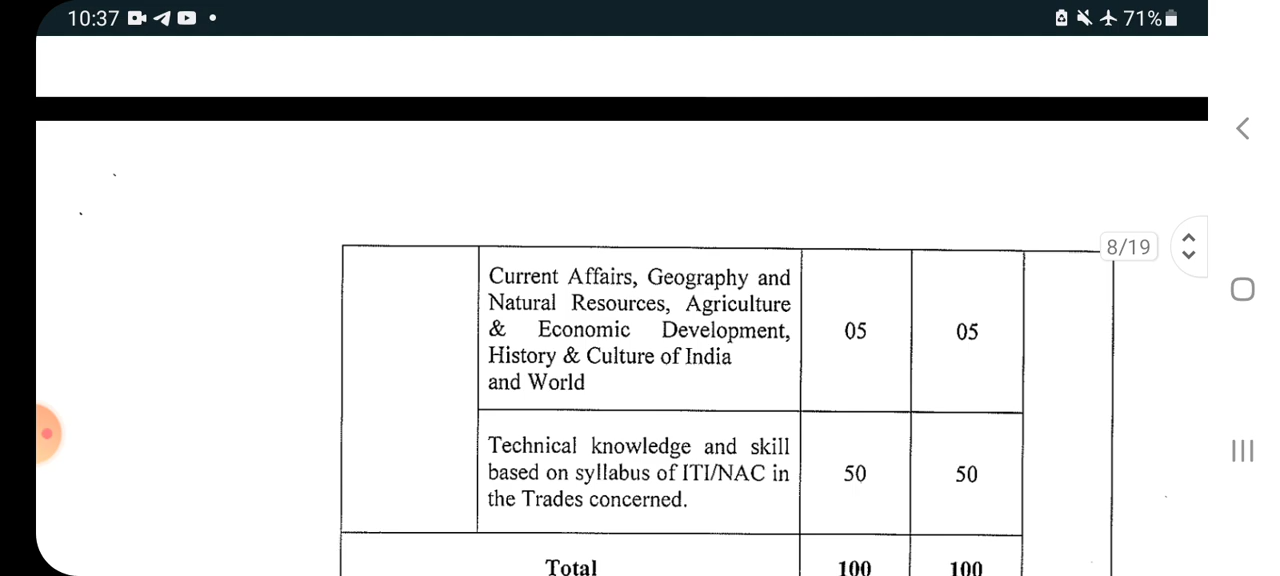 10:37
71%
8/19
Current Affairs, Geography and
Natural Resources, Agriculture
& Economic Development,
History & Culture of India
and World
05 05
Technical knowledge and skill
based on syllabus of ITI/NAC in
the Trades concerned.
50 50
Total 100 100